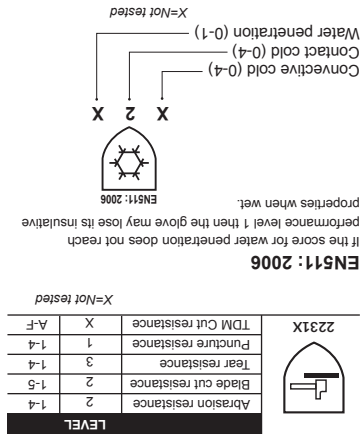 LEVEL
Abrasion resistance 2 1-4
Blade cut resistance 2 1-5
Tear resistance 3 1-4
Puncture resistance 1 1-4
TDM Cut resistance X A-F
2231X
X=Not tested
EN511: 2006
If the score for water penetration does not reach
performance level 1 then the glove may lose its insulative
properties when wet.
EN511: 2006
X 2 X
Convective cold (0-4)
Contact cold (0-4)
Water penetration (0-1)
X=Not tested